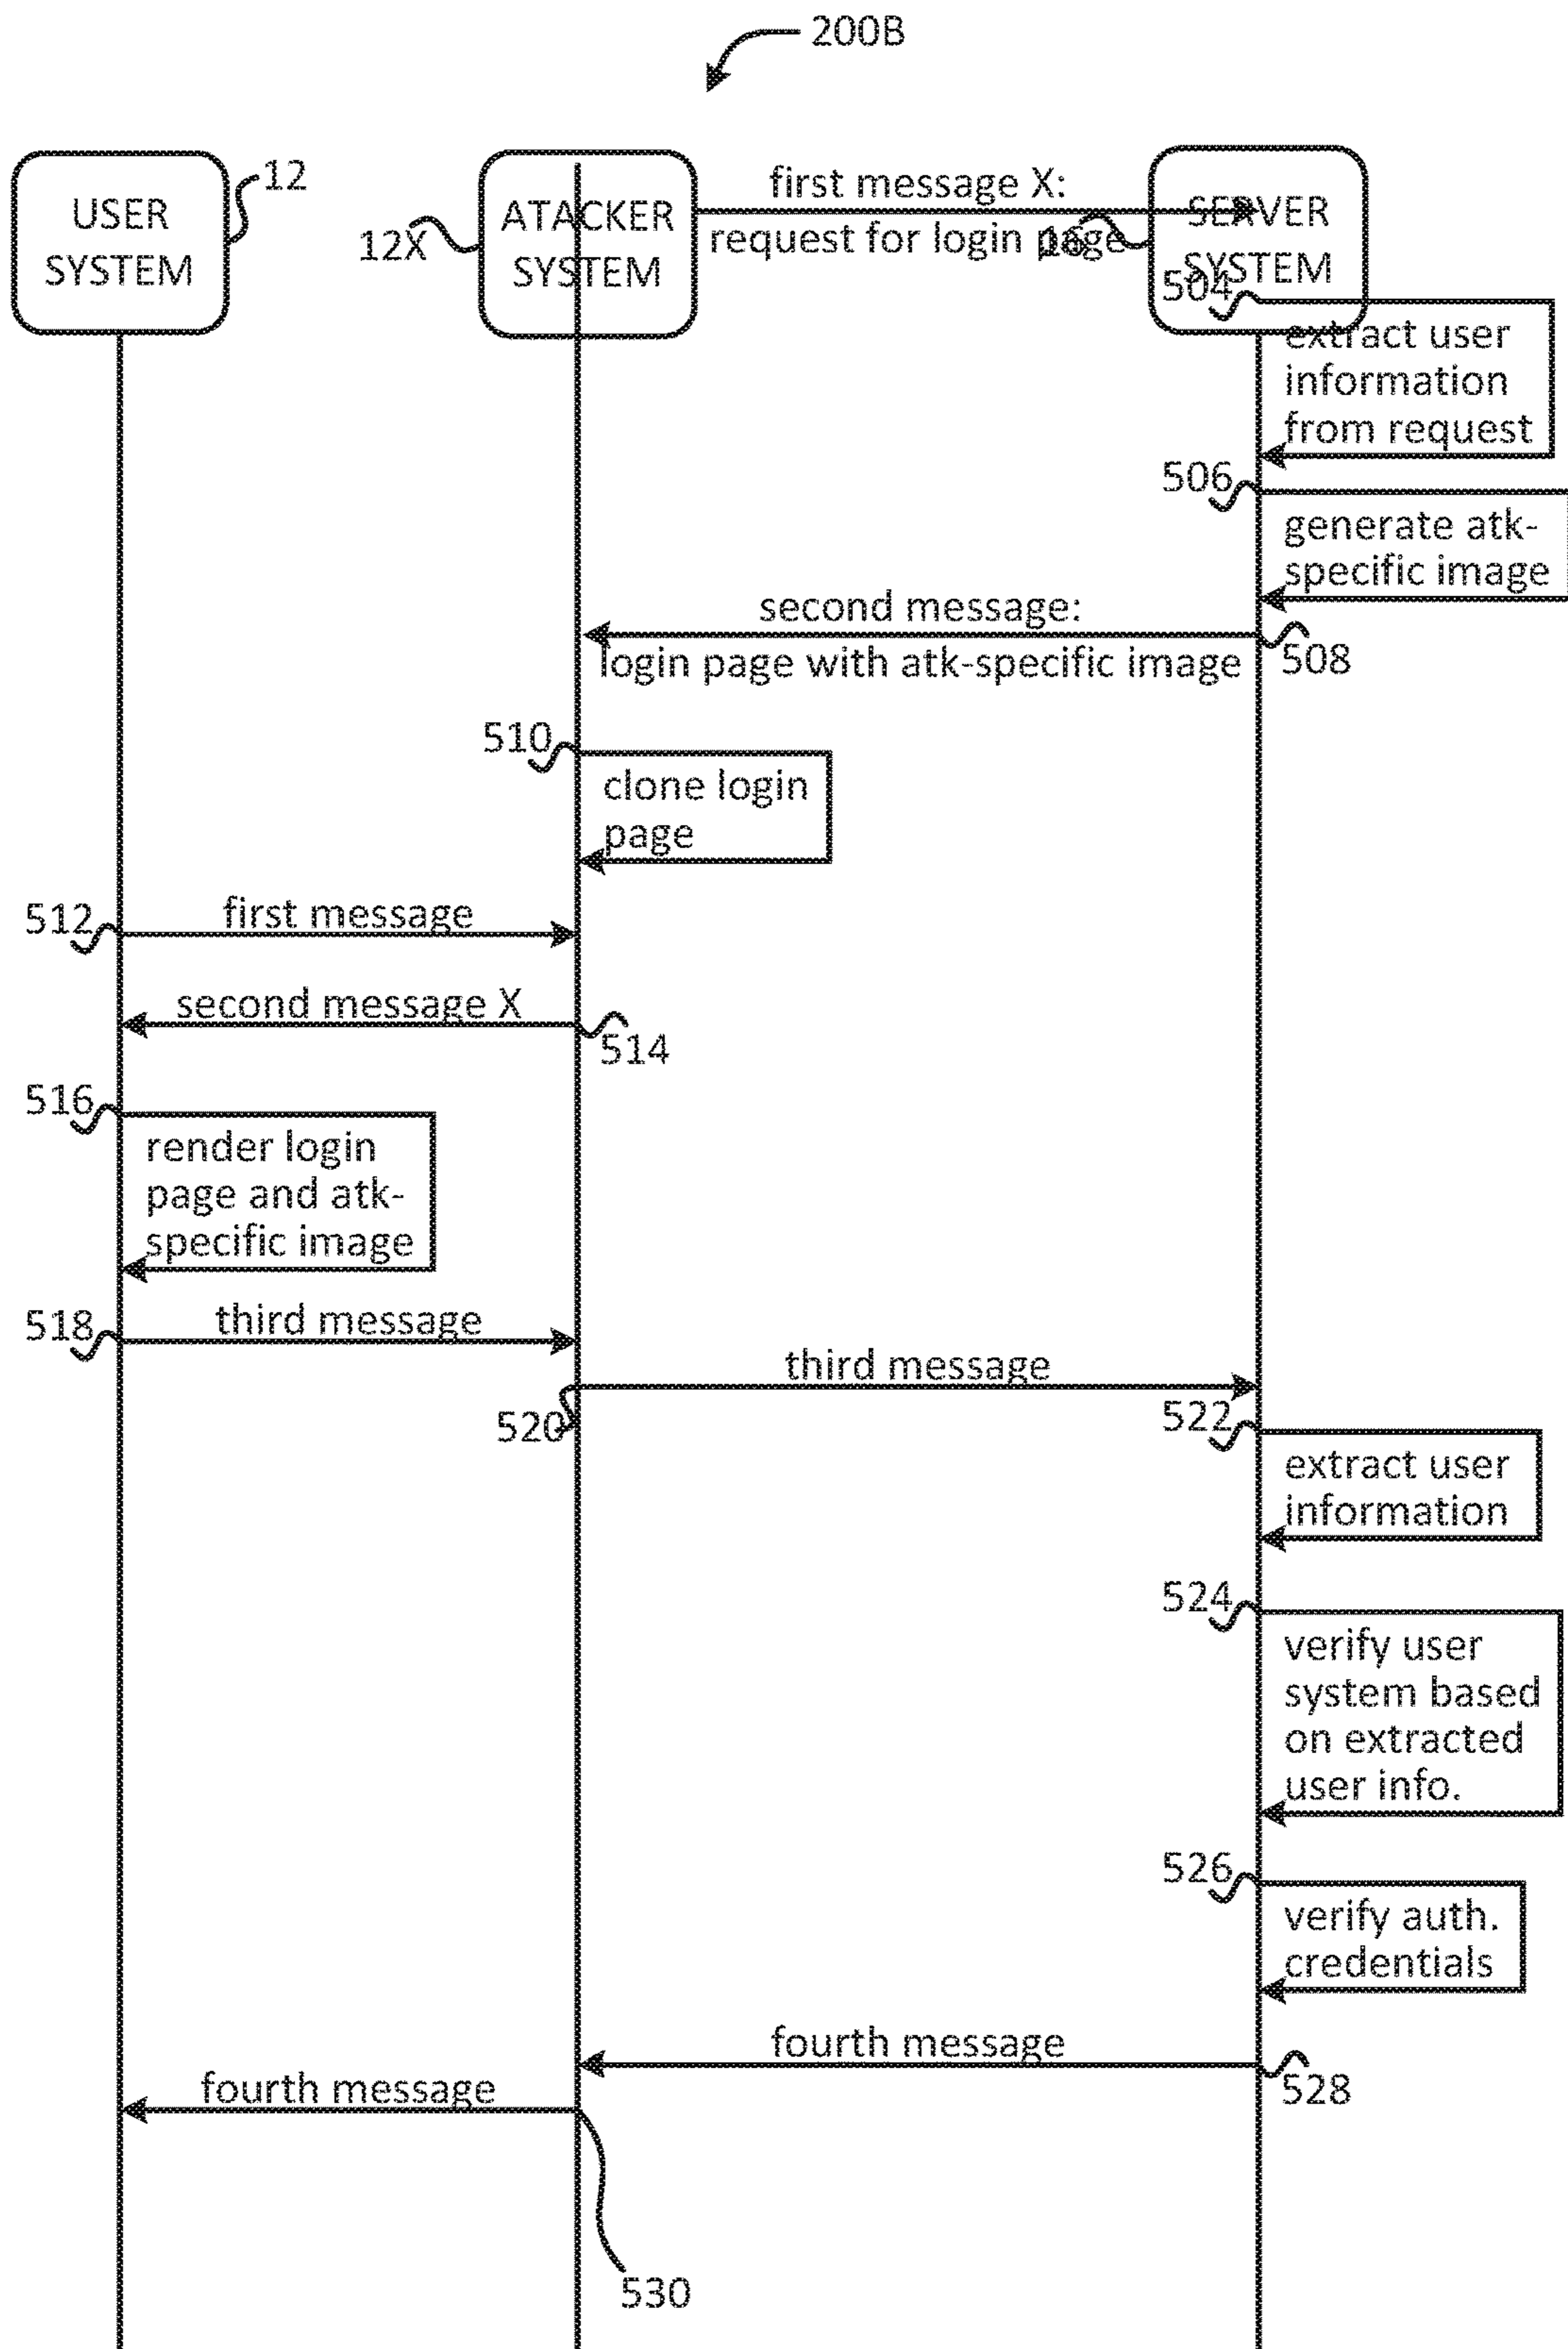 200B
USER
SYSTEM
12
ATACKER
SYSTEM
12X
first message X:
request for login page
16
SERVER
SYSTEM
504
extract user
information
from request
506
generate atk-
specific image
second message:
login page with atk-specific image
508
510
clone login
page
512
first message
second message X
514
516
render login
page and atk-
specific image
518
third message
third message
520
522
extract user
information
524
verify user
system based
on extracted
user info.
526
verify auth.
credentials
fourth message
528
fourth message
530